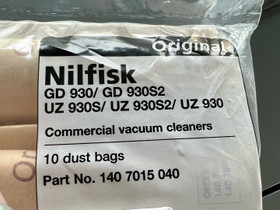 Original
Nilfisk
GD 930/ GD 930S2
UZ 930S/ UZ 930S2/ UZ 930
Commercial vacuum cleaners
10 dust bags
Part No. 140 7015 040